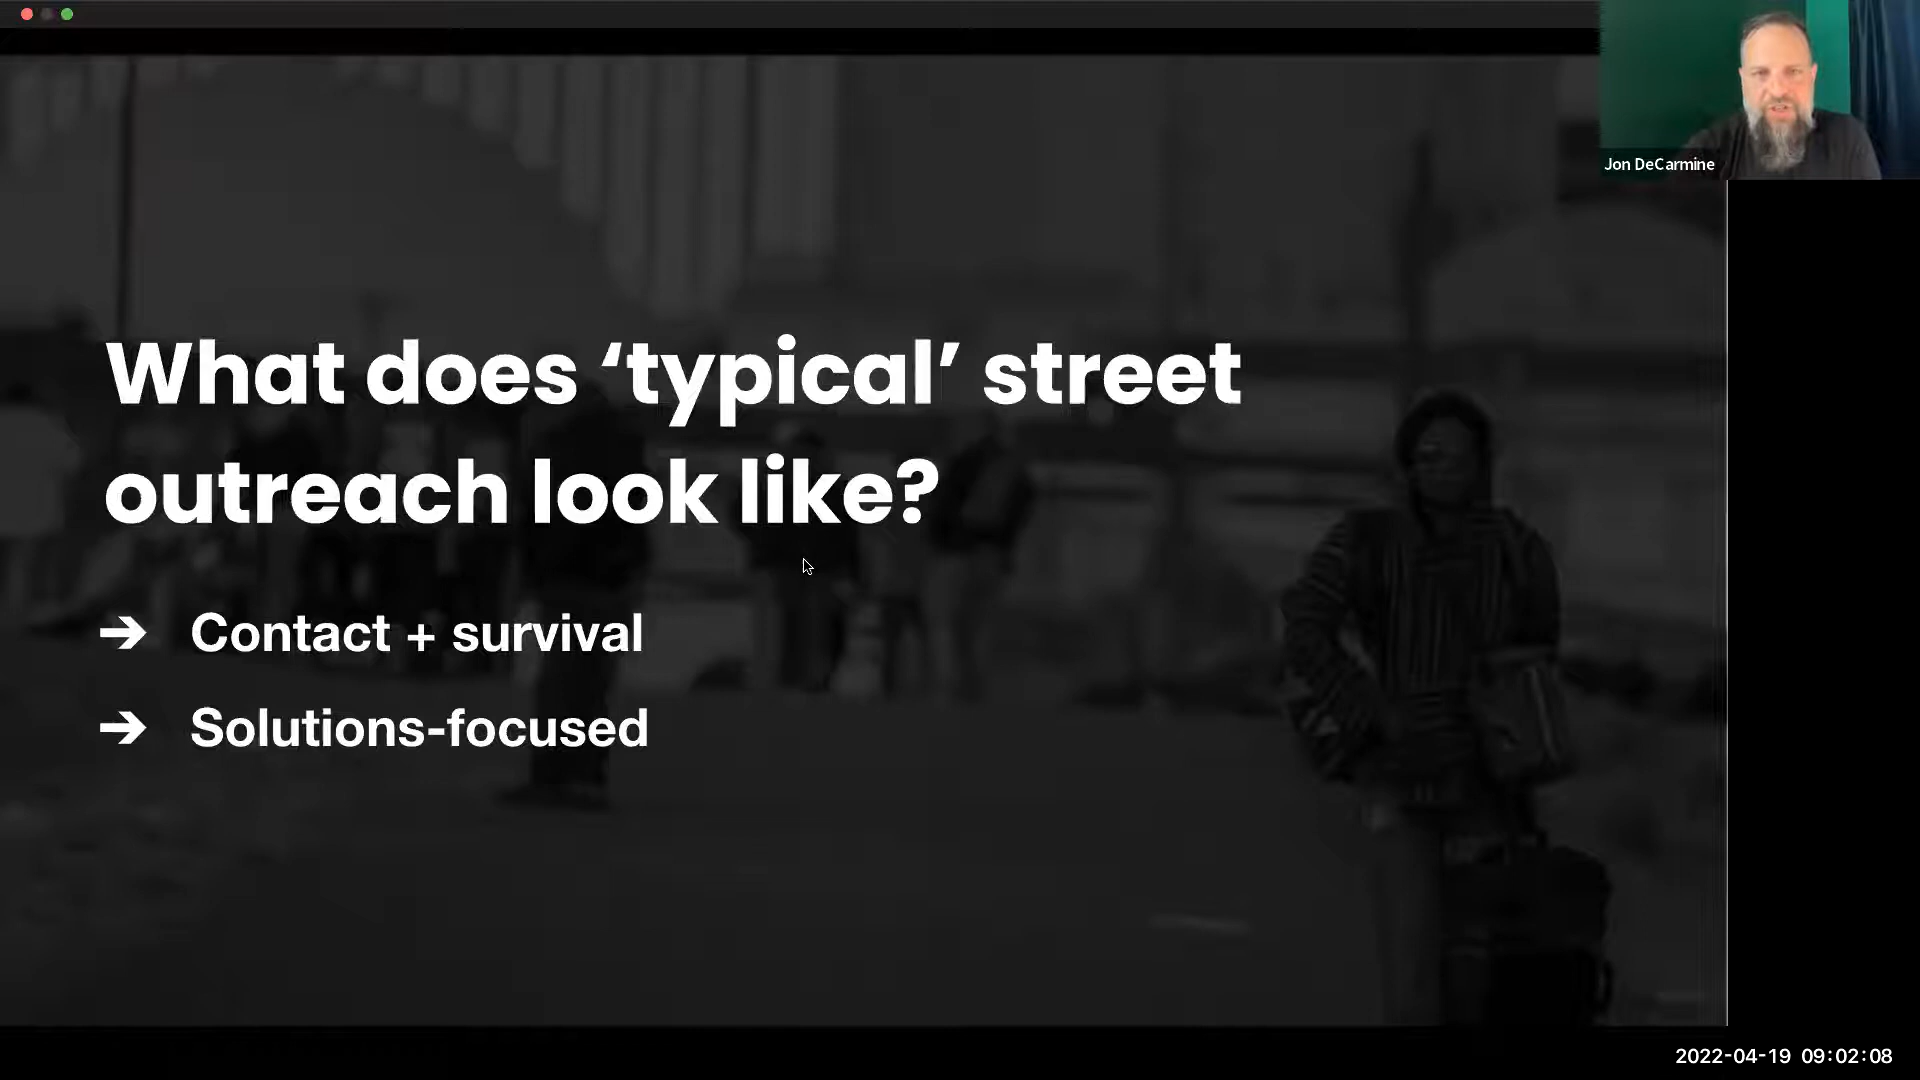 Jon DeCarmine
What does ‘typical’ street
outreach look like?
➔ Contact + survival
➔ Solutions-focused
2022-04-19 09:02:08